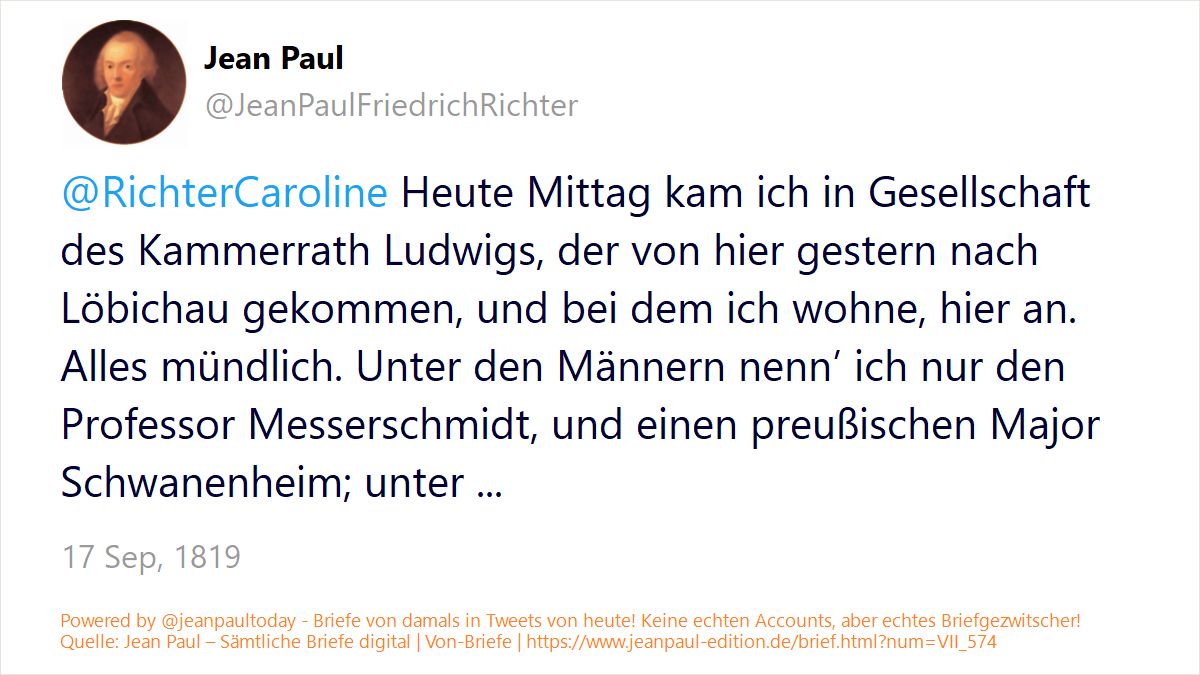 Jean Paul
@JeanPaulFriedrichRichter
@RichterCaroline Heute Mittag kam ich in Gesellschaft
des Kammerrath Ludwigs, der von hier gestern nach
Löbichau gekommen, und bei dem ich wohne, hier an.
Alles mündlich. Unter den Männern nenn’ ich nur den
Professor Messerschmidt, und einen preußischen Major
Schwanenheim; unter ...
17 Sep, 1819
Powered by @jeanpaultoday - Briefe von damals in Tweets von heute! Keine echten Accounts, aber echtes Briefgezwitscher!
Quelle: Jean Paul – Sämtliche Briefe digital | Von-Briefe | https://www.jeanpaul-edition.de/brief.html?num=VII_574